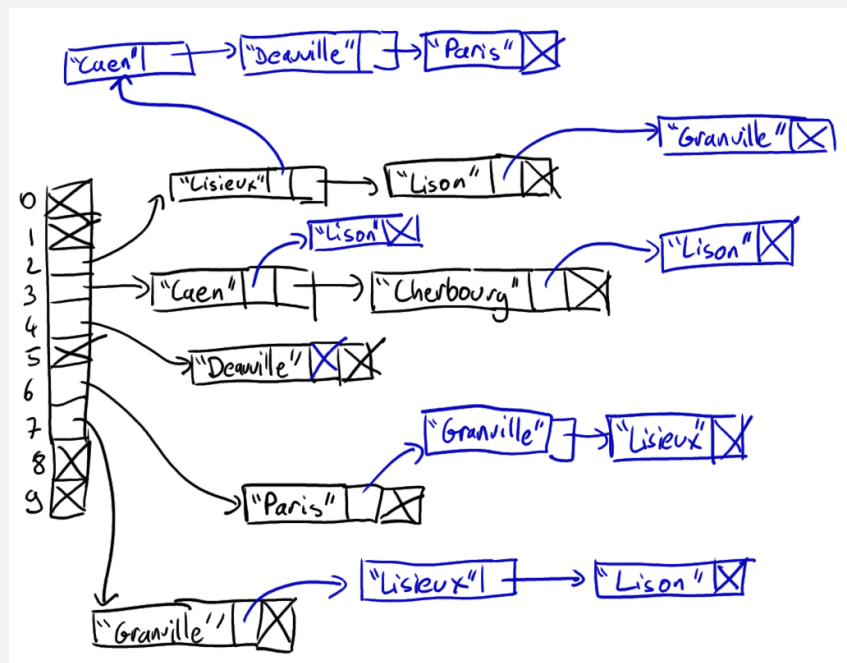 "Caen" "Deauville" "Paris"
"Granville"
0 "Lisieux" "Lison"
1 "Lison"
2 "Lison"
3 "Caen" "Cherbourg"
4
5 "Deauville"
6
7 "Granville" "Lisieux"
8
9 "Paris"
"Lisieux" "Lison"
"Granville"